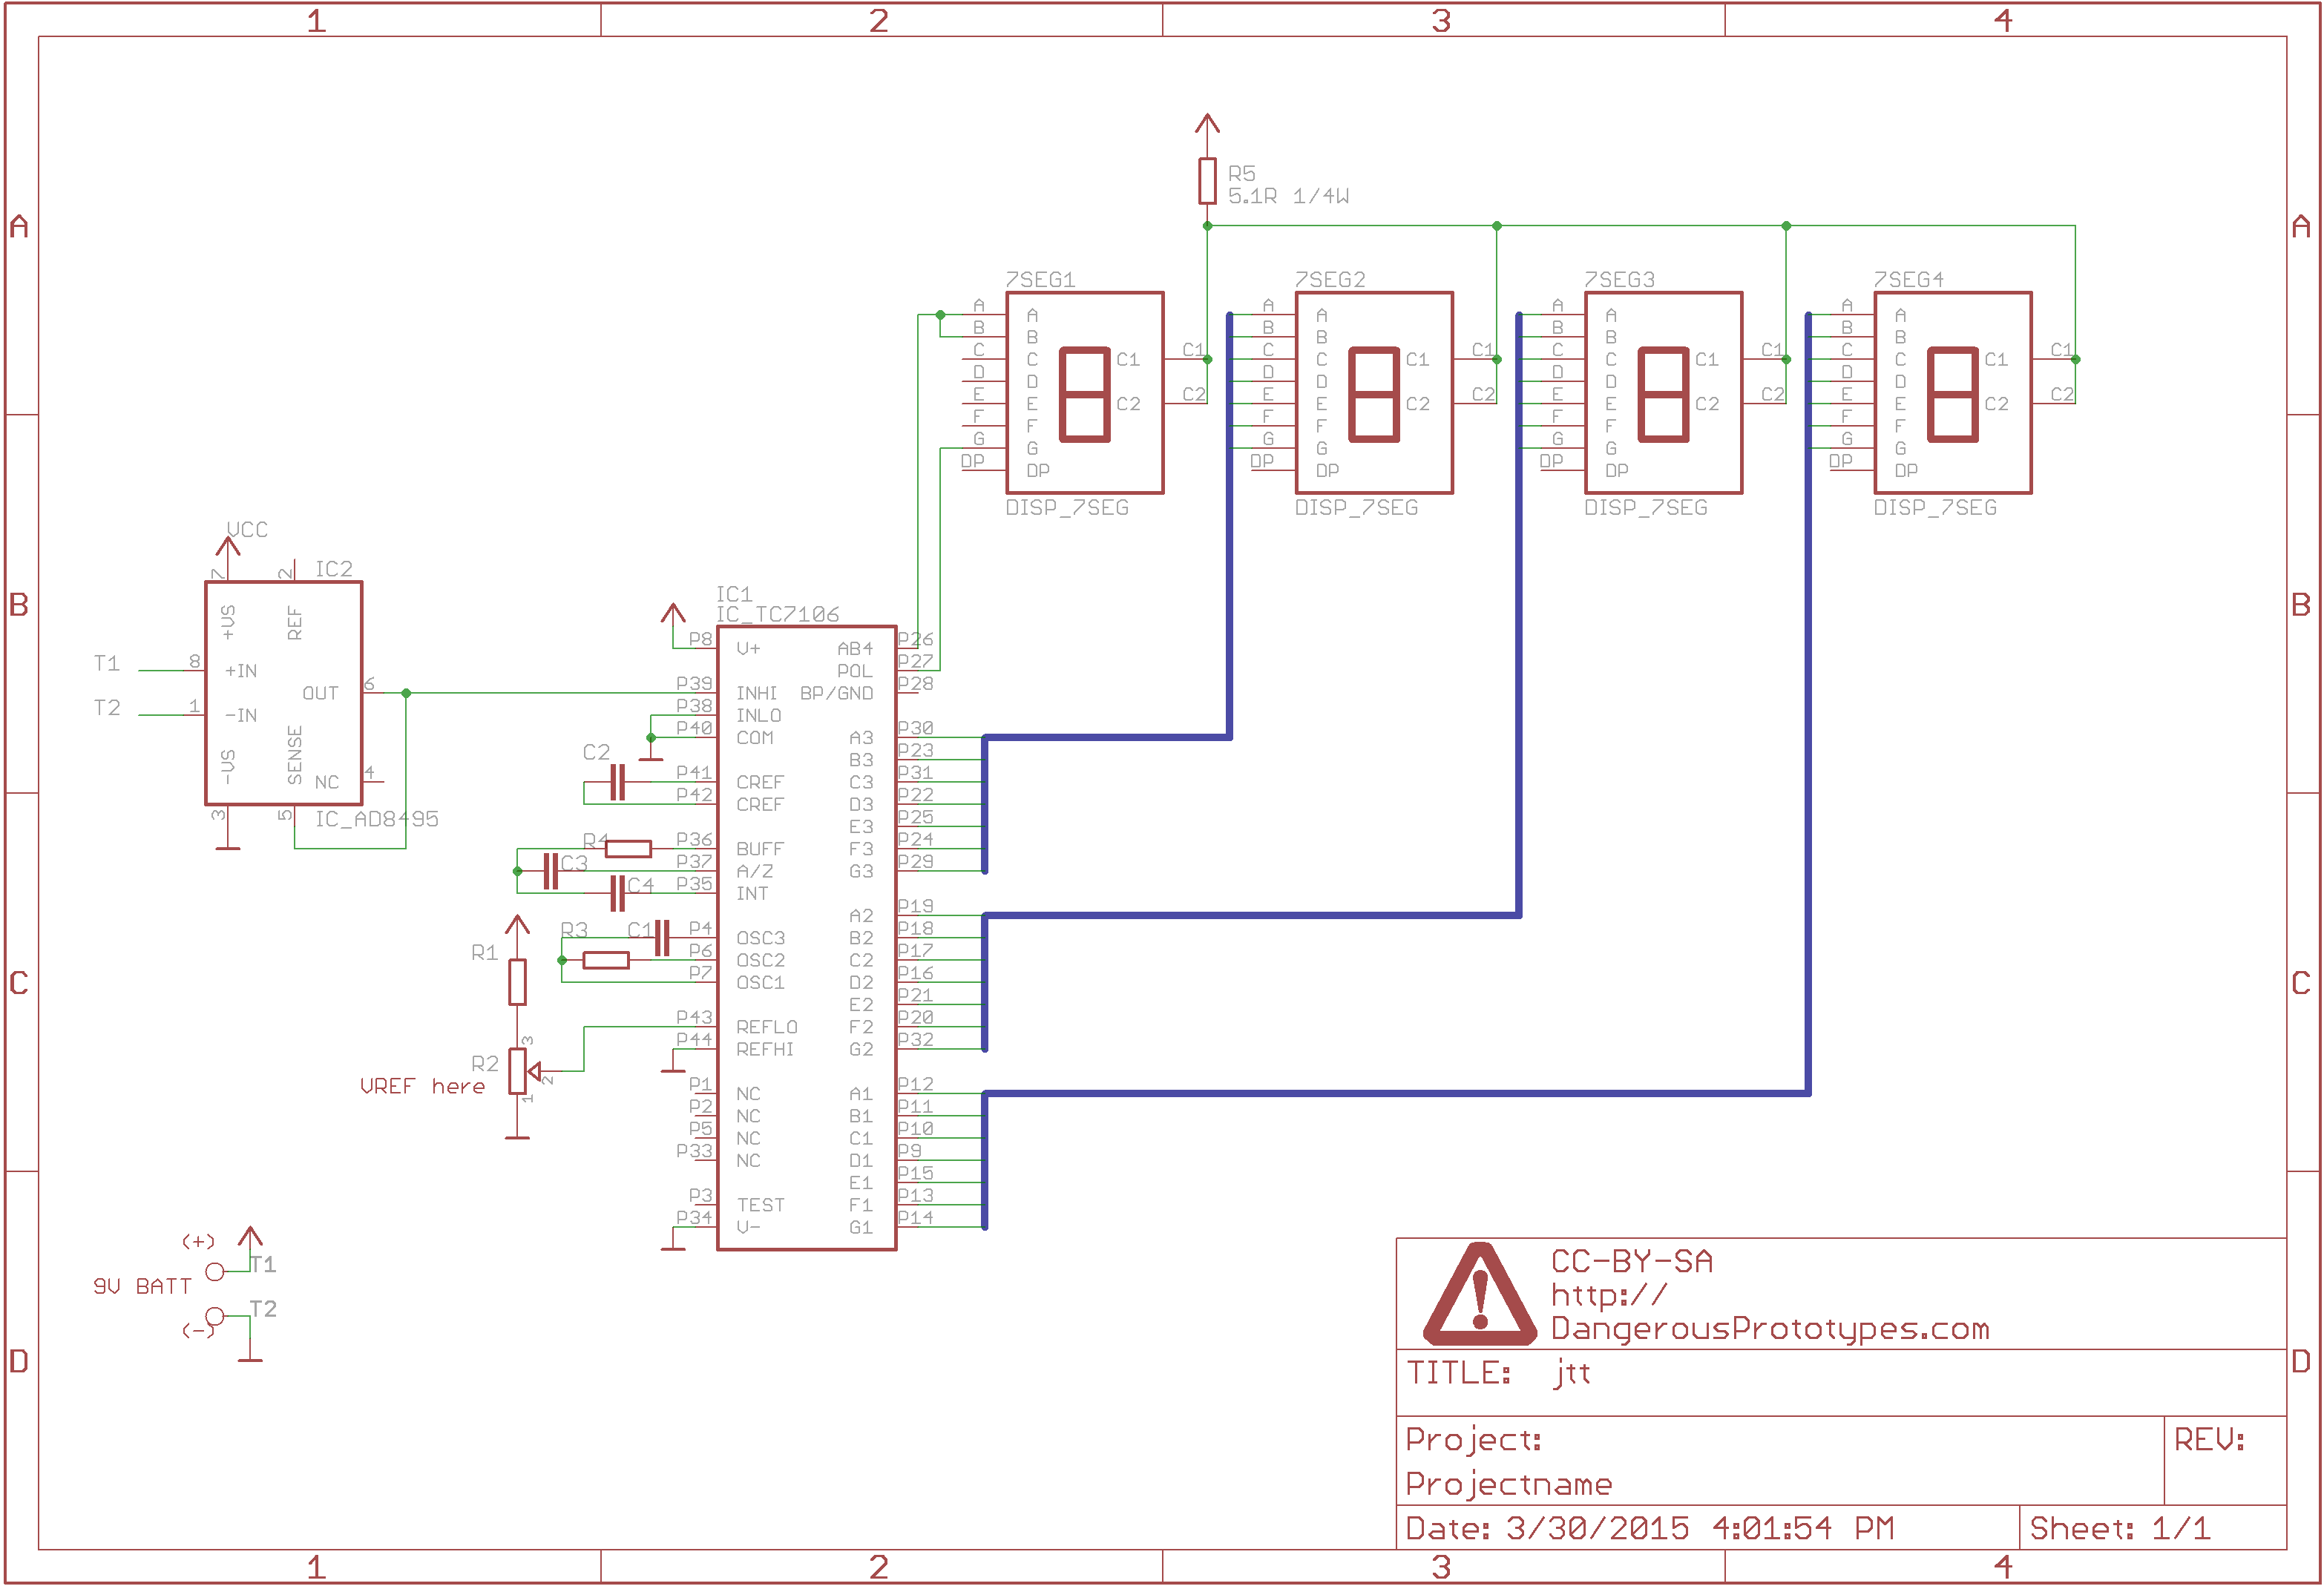 1 2 3 4
A A
B B
C C
D D
R5
5.1R 1/4W
7SEG1
A A
B B
C C
D D
E E
F F
G G
DP DP
C1 C1
C2 C2
DISP_7SEG
7SEG2
A A
B B
C C
D D
E E
F F
G G
DP DP
C1 C1
C2 C2
DISP_7SEG
7SEG3
A A
B B
C C
D D
E E
F F
G G
DP DP
C1 C1
C2 C2
DISP_7SEG
7SEG4
A A
B B
C C
D D
E E
F F
G G
DP DP
C1 C1
C2 C2
DISP_7SEG
VCC
IC2
7 +VS
2 REF
T1 8 +IN
T2 1 -IN
OUT 6
3 -VS
5 SENSE
NC 4
IC_AD8495
IC1
IC_TC7106
P8 V+
P39 INHI
P38 INLO
P40 COM
C2
P41 CREF
P42 CREF
R4 P36 BUFF
C3 P37 A/Z
C4 P35 INT
R3 C1 P4 OSC3
P6 OSC2
P7 OSC1
R1
P43 REFLO
P44 REFHI
R2 3 2 1
VREF here
P1 NC
P2 NC
P5 NC
P33 NC
P3 TEST
P34 V-
AB4 P26
POL P27
BP/GND P28
A3 P30
B3 P23
C3 P31
D3 P22
E3 P25
F3 P24
G3 P29
A2 P19
B2 P18
C2 P17
D2 P16
E2 P21
F2 P20
G2 P32
A1 P12
B1 P11
C1 P10
D1 P9
E1 P15
F1 P13
G1 P14
(+) T1
9V BATT
(-) T2
CC-BY-SA
http://
DangerousPrototypes.com
TITLE: jtt
Project:
Projectname
REV:
Date: 3/30/2015 4:01:54 PM
Sheet: 1/1
1 2 3 4